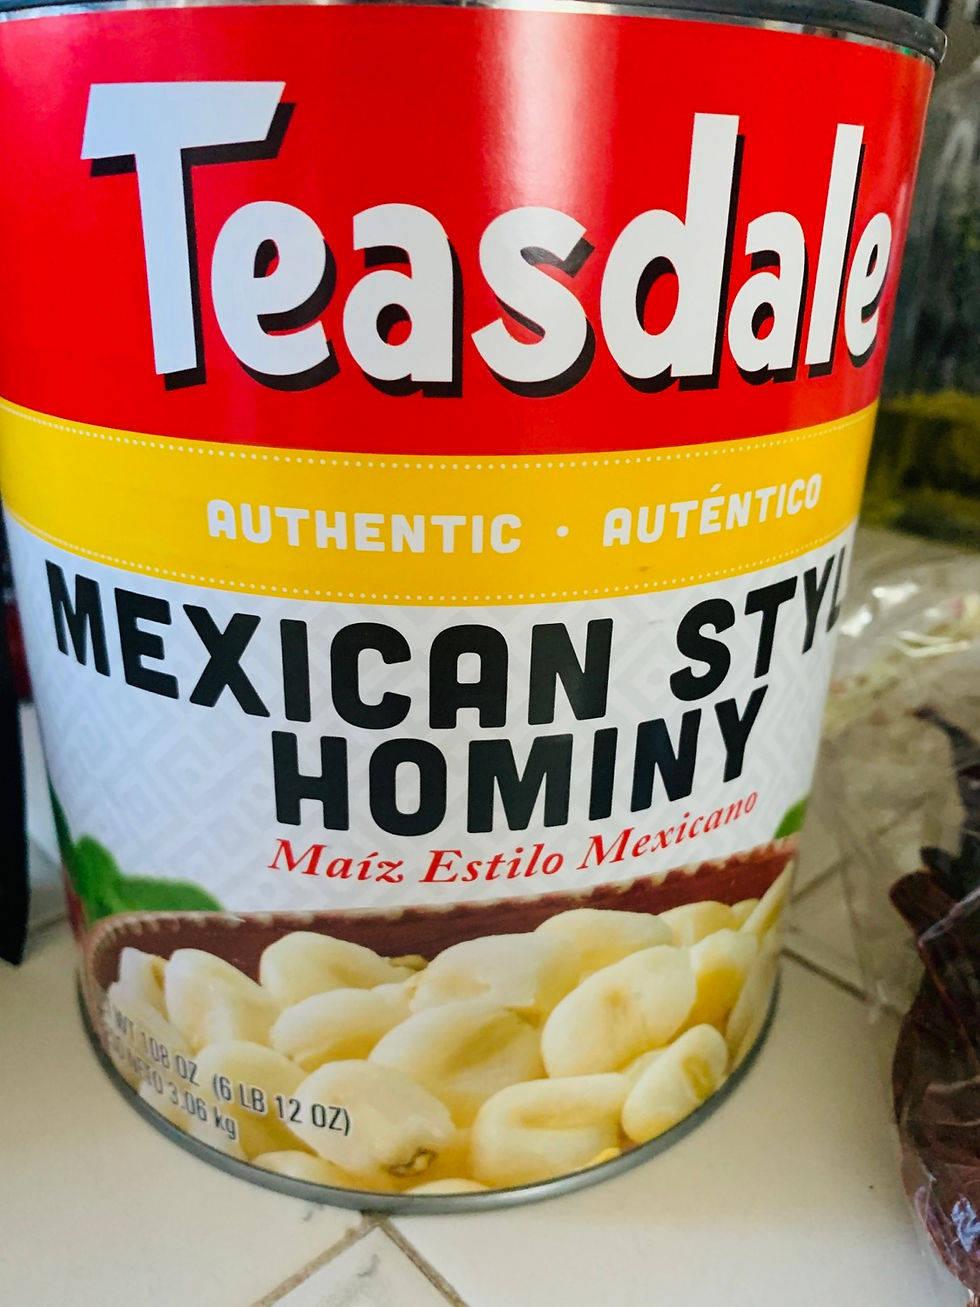 Teasdale
AUTHENTIC · AUTÉNTICO
MEXICAN STYL
HOMINY
Maíz Estilo Mexicano
WT 108 OZ (6 LB 12 OZ)
NETO 3.06 kg